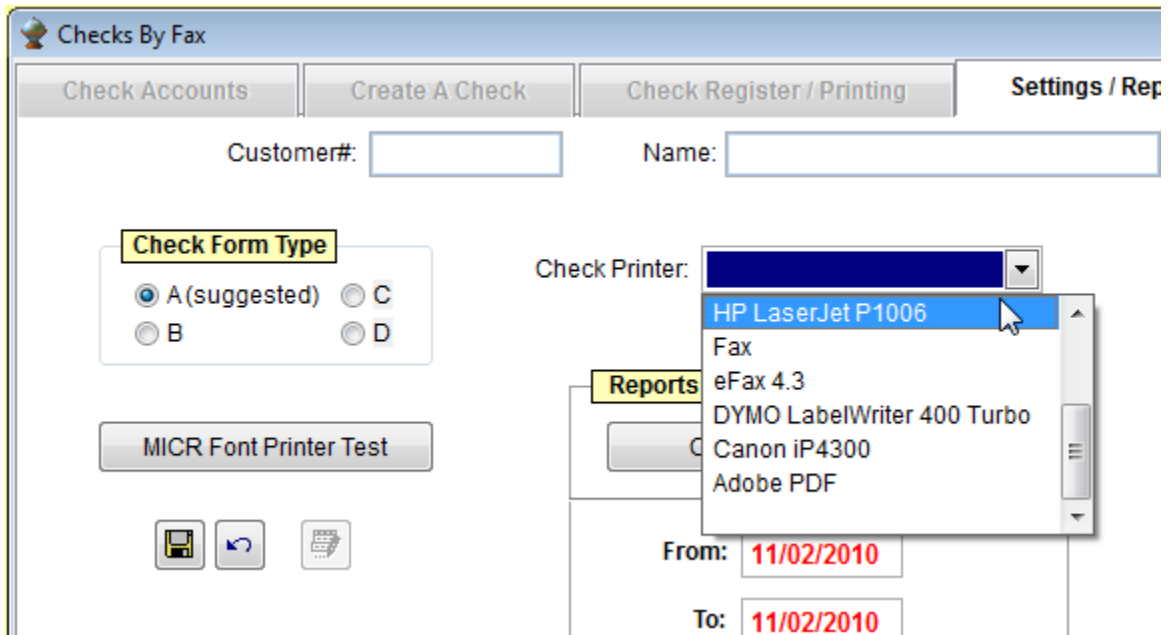 Checks By Fax
Check Accounts
Create A Check
Check Register / Printing
Settings / Rep
Customer#:
Name:
Check Form Type
A (suggested)
C
B
D
Check Printer:
HP LaserJet P1006
Fax
eFax 4.3
DYMO LabelWriter 400 Turbo
Canon iP4300
Adobe PDF
MICR Font Printer Test
Reports
From: 11/02/2010
To: 11/02/2010